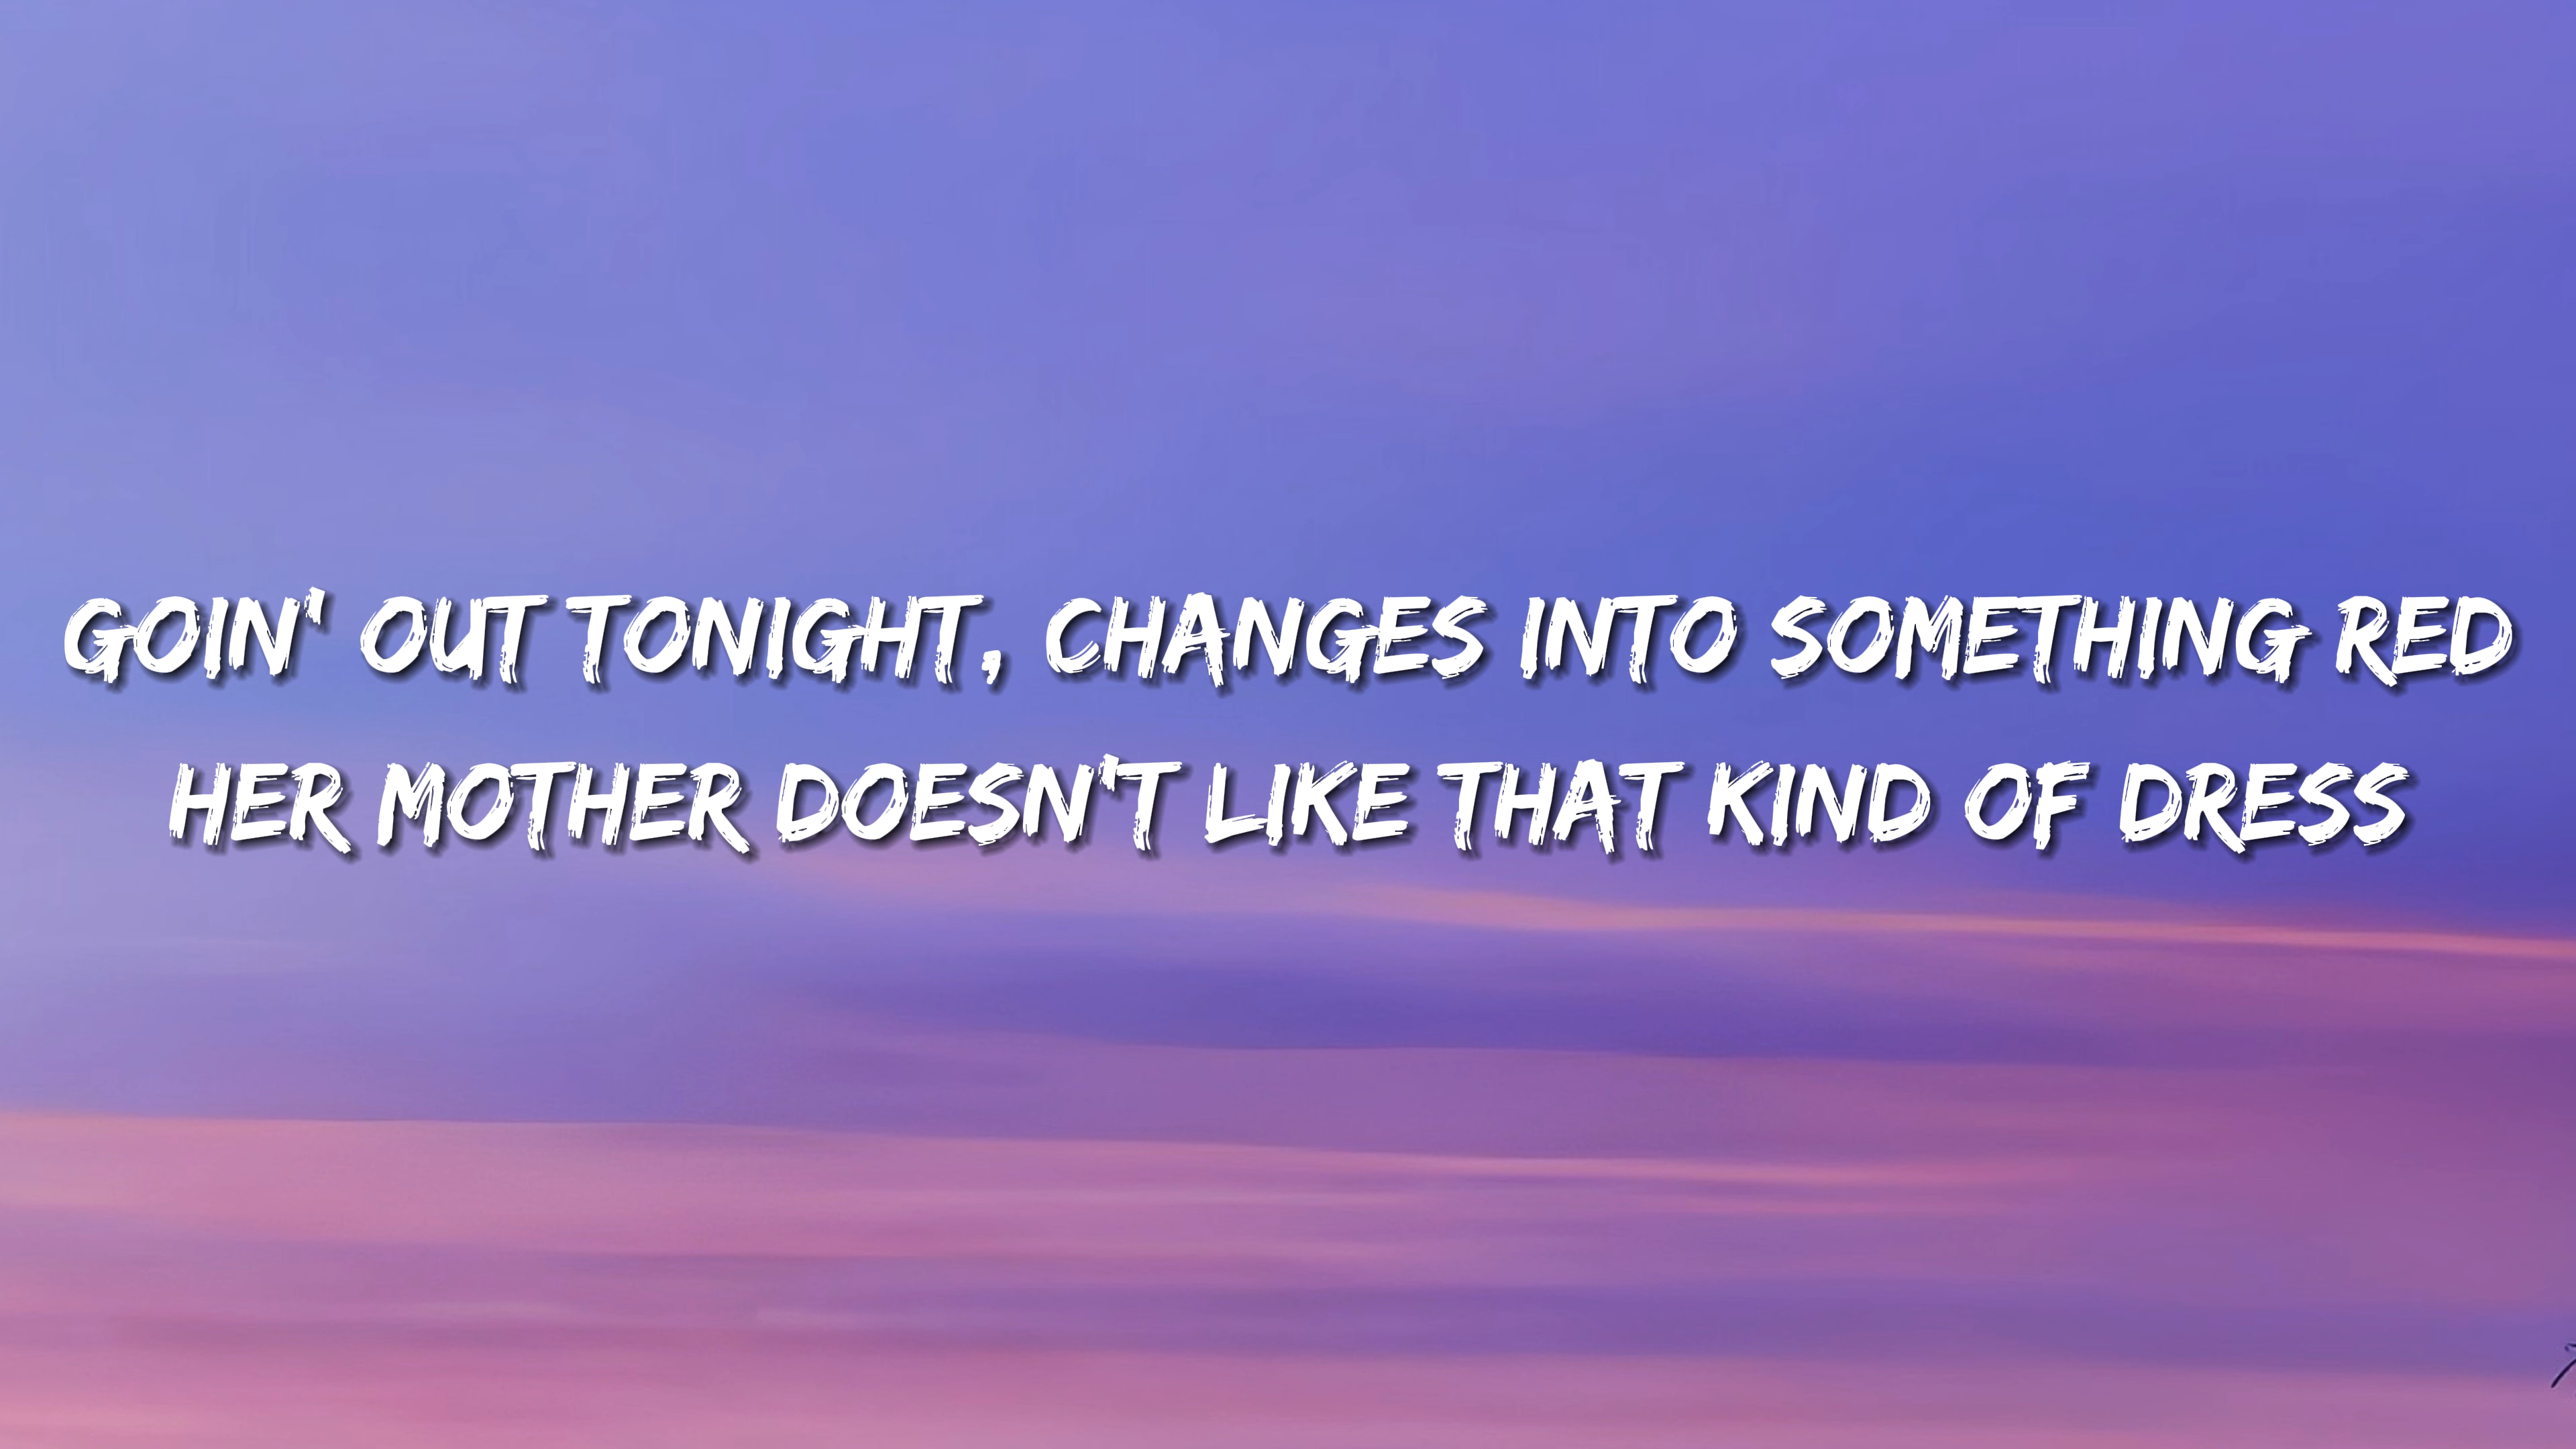 GOIN' OUT TONIGHT, CHANGES INTO SOMETHING RED
HER MOTHER DOESN'T LIKE THAT KIND OF DRESS